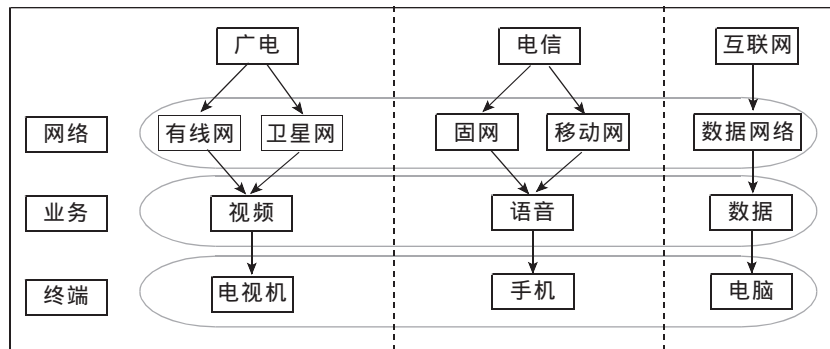 广电 电信 互联网
网络 有线网 卫星网 固网 移动网 数据网络
业务 视频 语音 数据
终端 电视机 手机 电脑